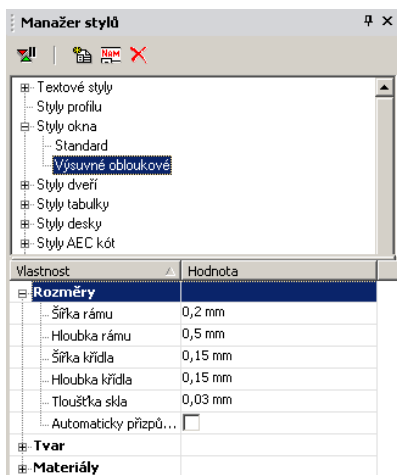 Manažer stylů
NAM
Textové styly
Styly profilu
Styly okna
Standard
Výsuvné obloukové
Styly dveří
Styly tabulky
Styly desky
Styly AEC kót
Vlastnost Hodnota
Rozměry
Šířka rámu 0,2 mm
Hloubka rámu 0,5 mm
Šířka křídla 0,15 mm
Hloubka křídla 0,15 mm
Tloušťka skla 0,03 mm
Automaticky přizpů...
Tvar
Materiály